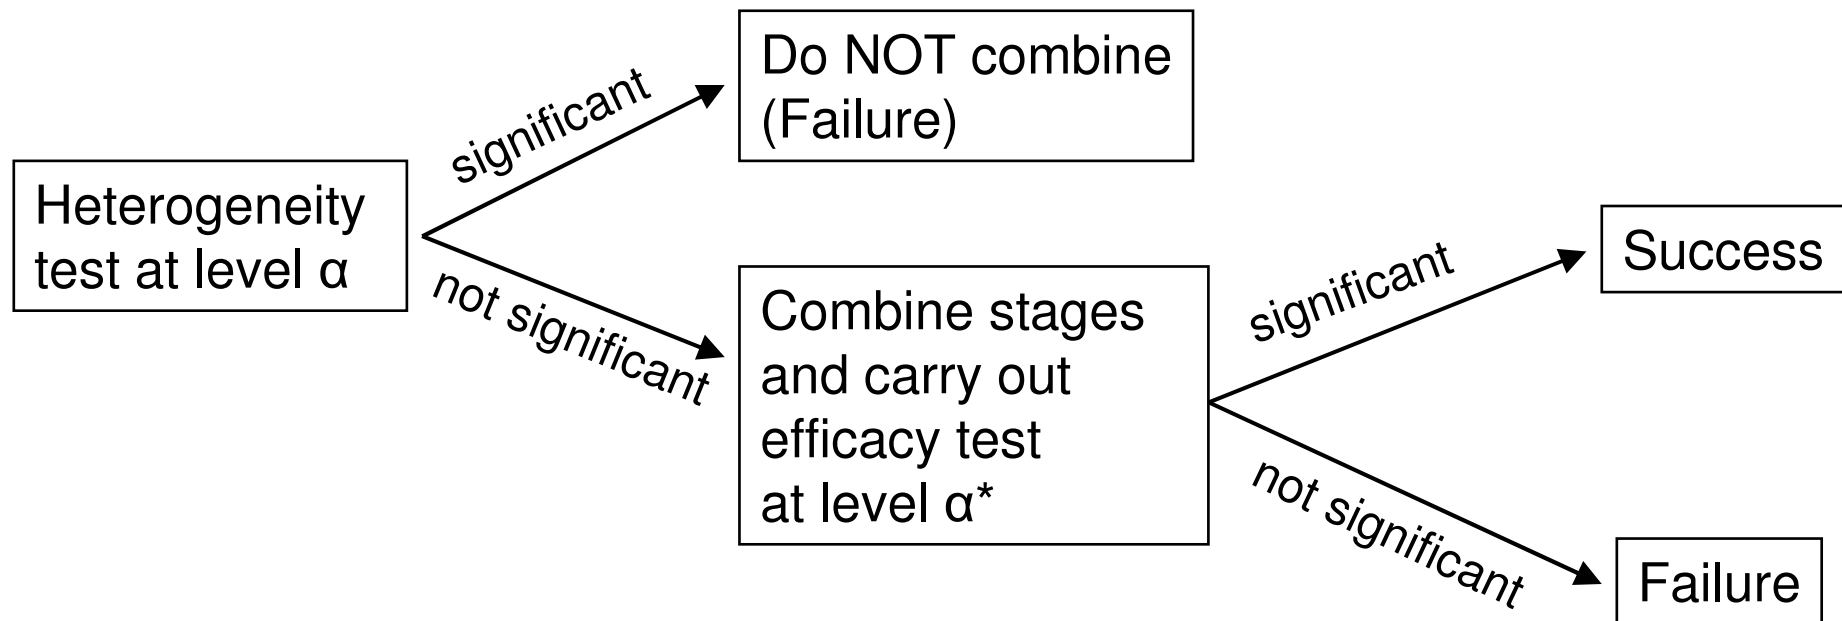 Heterogeneity
test at level α
significant
not significant
Do NOT combine
(Failure)
Combine stages
and carry out
efficacy test
at level α*
significant
not significant
Success
Failure